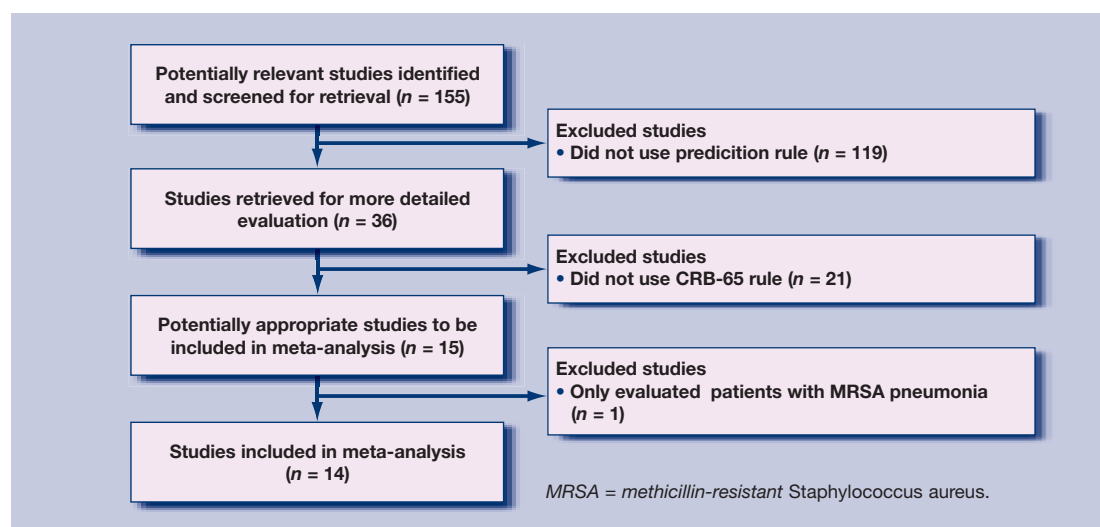 Potentially relevant studies identified
and screened for retrieval (n = 155)
Excluded studies
• Did not use predicition rule (n = 119)
Studies retrieved for more detailed
evaluation (n = 36)
Excluded studies
• Did not use CRB-65 rule (n = 21)
Potentially appropriate studies to be
included in meta-analysis (n = 15)
Excluded studies
• Only evaluated patients with MRSA pneumonia
(n = 1)
Studies included in meta-analysis
(n = 14)
MRSA = methicillin-resistant Staphylococcus aureus.